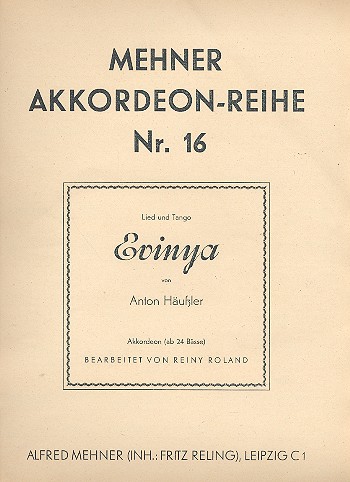 MEHNER
AKKORDEON-REIHE
Nr. 16
Lied und Tango
Evinya
von
Anton Häußler
Akkordeon (ab 24 Bässe)
BEARBEITET VON REINY ROLAND
ALFRED MEHNER (INH.: FRITZ RELING), LEIPZIG C 1